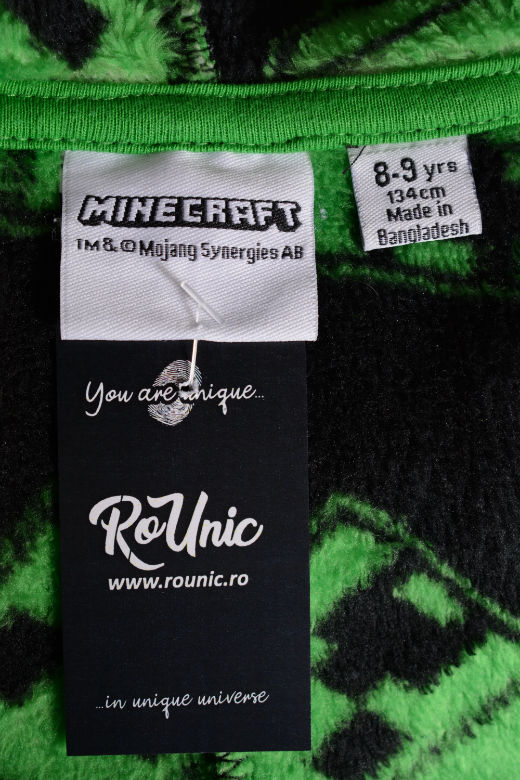 MINECRAFT
TM & © Mojang Synergies AB
8-9 yrs
134cm
Made in
Bangladesh
You are unique...
RoUnic
www.rounic.ro
...in unique universe